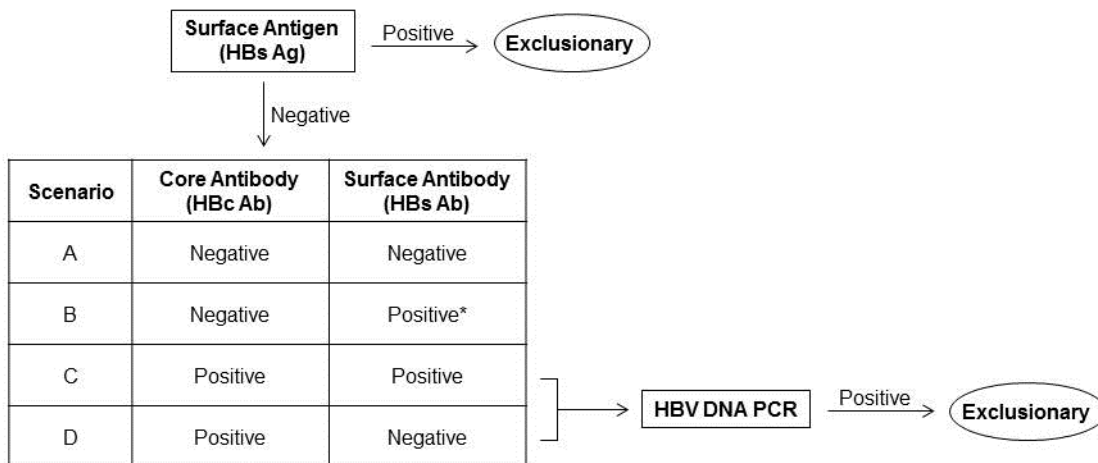 Surface Antigen
(HBs Ag)
Positive
Exclusionary
Negative
Scenario
Core Antibody
(HBc Ab)
Surface Antibody
(HBs Ab)
A Negative Negative
B Negative Positive*
C Positive Positive
D Positive Negative
HBV DNA PCR
Positive
Exclusionary